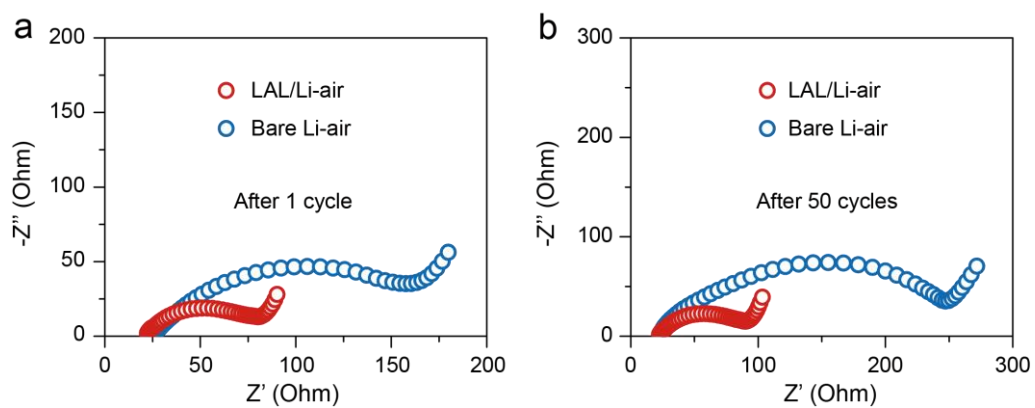 a
200
150
100
50
0
-Z" (Ohm)
LAL/Li-air
Bare Li-air
After 1 cycle
0 50 100 150 200
Z' (Ohm)
b
300
200
100
0
-Z" (Ohm)
LAL/Li-air
Bare Li-air
After 50 cycles
0 100 200 300
Z' (Ohm)